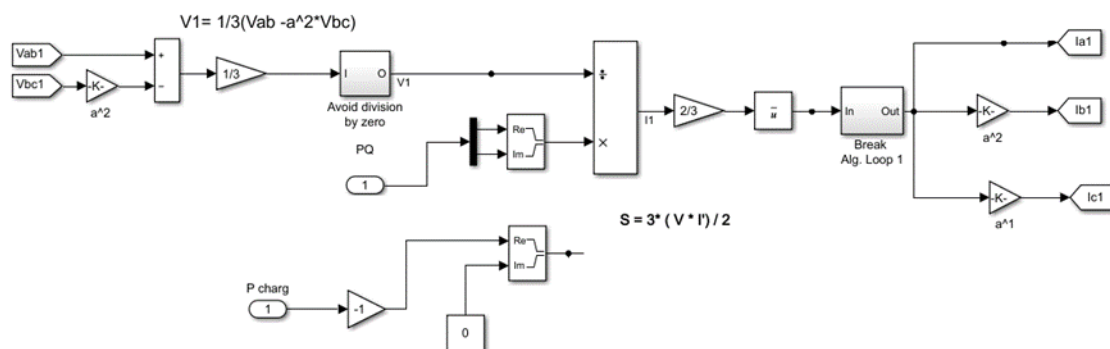 V1= 1/3(Vab -a^2*Vbc)
Vab1
Vbc1
-K-
a^2
+
−
1/3
I
O
V1
Avoid division
by zero
PQ
1
Re
Im
÷
×
I1
2/3
u
In
Out
Break
Alg. Loop 1
Ia1
-K-
a^2
Ib1
-K-
a^1
Ic1
S = 3* ( V * I') / 2
P charg
1
-1
0
Re
Im